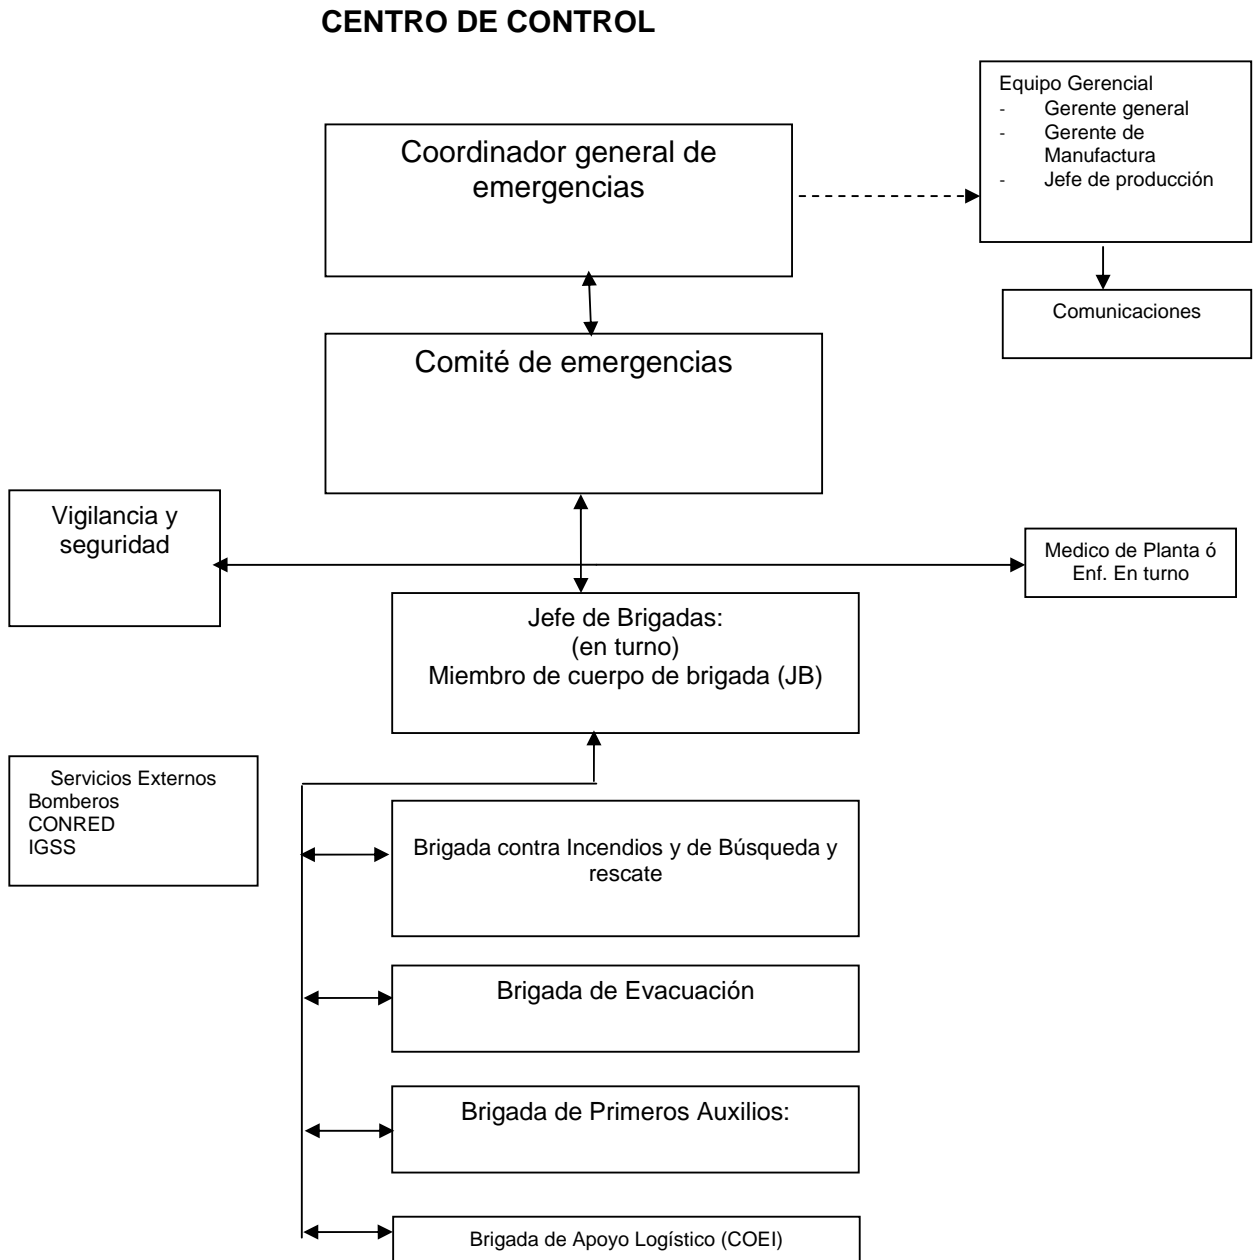 CENTRO DE CONTROL
Equipo Gerencial
- Gerente general
- Gerente de
Manufactura
- Jefe de producción
Coordinador general de
emergencias
Comunicaciones
Comité de emergencias
Vigilancia y
seguridad
Medico de Planta ó
Enf. En turno
Jefe de Brigadas:
(en turno)
Miembro de cuerpo de brigada (JB)
Servicios Externos
Bomberos
CONRED
IGSS
Brigada contra Incendios y de Búsqueda y
rescate
Brigada de Evacuación
Brigada de Primeros Auxilios:
Brigada de Apoyo Logístico (COEI)